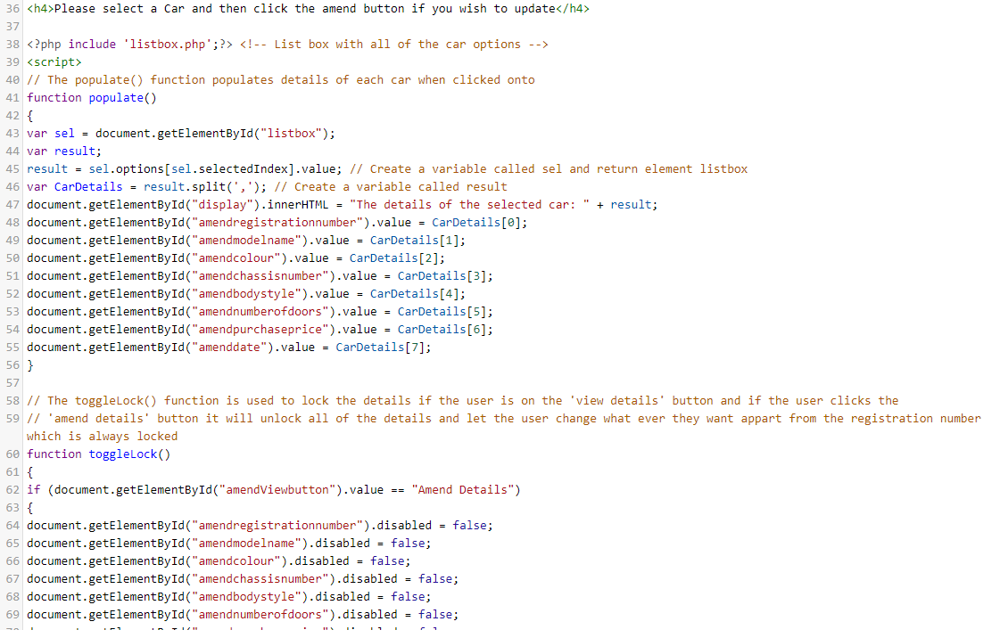 36 <h4>Please select a Car and then click the amend button if you wish to update</h4>
37
38 <?php include 'listbox.php';?> <!-- List box with all of the car options -->
39 <script>
40 // The populate() function populates details of each car when clicked onto
41 function populate()
42 {
43 var sel = document.getElementById("listbox");
44 var result;
45 result = sel.options[sel.selectedIndex].value; // Create a variable called sel and return element listbox
46 var CarDetails = result.split(','); // Create a variable called result
47 document.getElementById("display").innerHTML = "The details of the selected car: " + result;
48 document.getElementById("amendregistrationnumber").value = CarDetails[0];
49 document.getElementById("amendmodelname").value = CarDetails[1];
50 document.getElementById("amendcolour").value = CarDetails[2];
51 document.getElementById("amendchassisnumber").value = CarDetails[3];
52 document.getElementById("amendbodystyle").value = CarDetails[4];
53 document.getElementById("amendnumberofdoors").value = CarDetails[5];
54 document.getElementById("amendpurchaseprice").value = CarDetails[6];
55 document.getElementById("amenddate").value = CarDetails[7];
56 }
57
58 // The toggleLock() function is used to lock the details if the user is on the 'view details' button and if the user clicks the
59 // 'amend details' button it will unlock all of the details and let the user change what ever they want appart from the registration number
which is always locked
60 function toggleLock()
61 {
62 if (document.getElementById("amendViewbutton").value == "Amend Details")
63 {
64 document.getElementById("amendregistrationnumber").disabled = false;
65 document.getElementById("amendmodelname").disabled = false;
66 document.getElementById("amendcolour").disabled = false;
67 document.getElementById("amendchassisnumber").disabled = false;
68 document.getElementById("amendbodystyle").disabled = false;
69 document.getElementById("amendnumberofdoors").disabled = false;